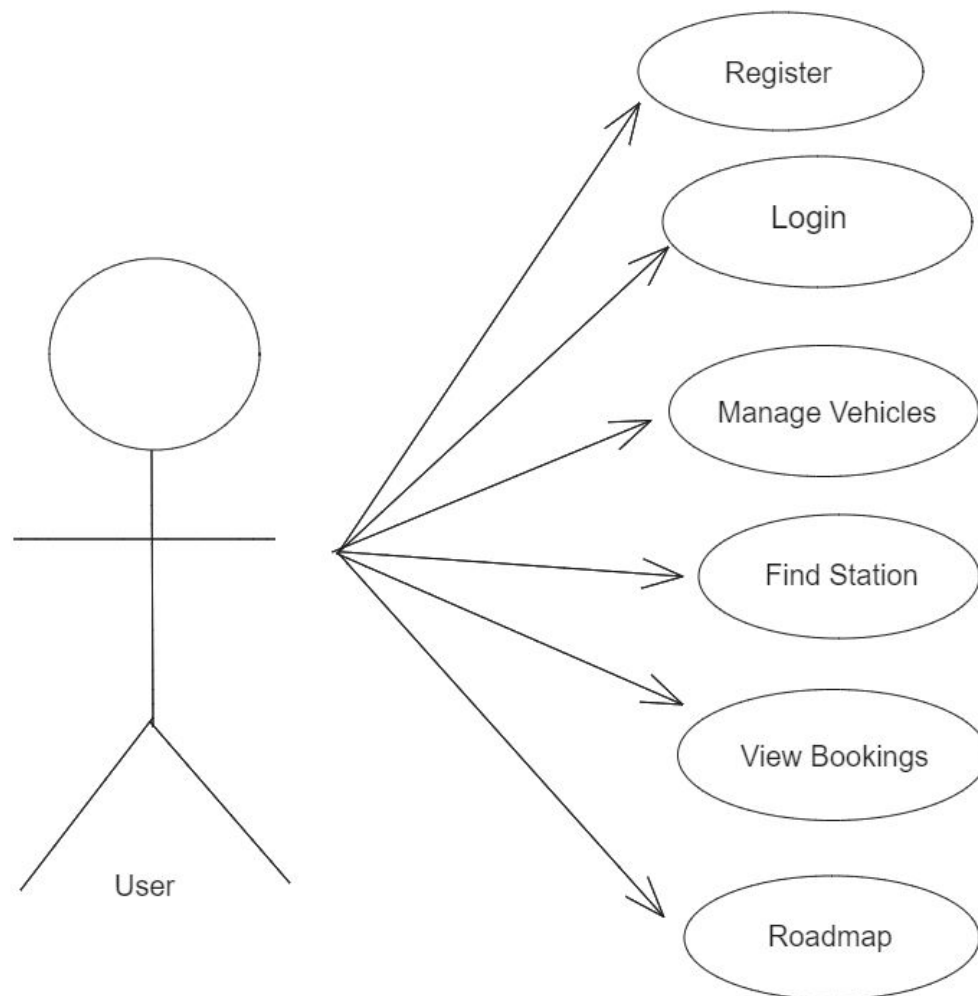 Register
Login
Manage Vehicles
Find Station
View Bookings
Roadmap
User